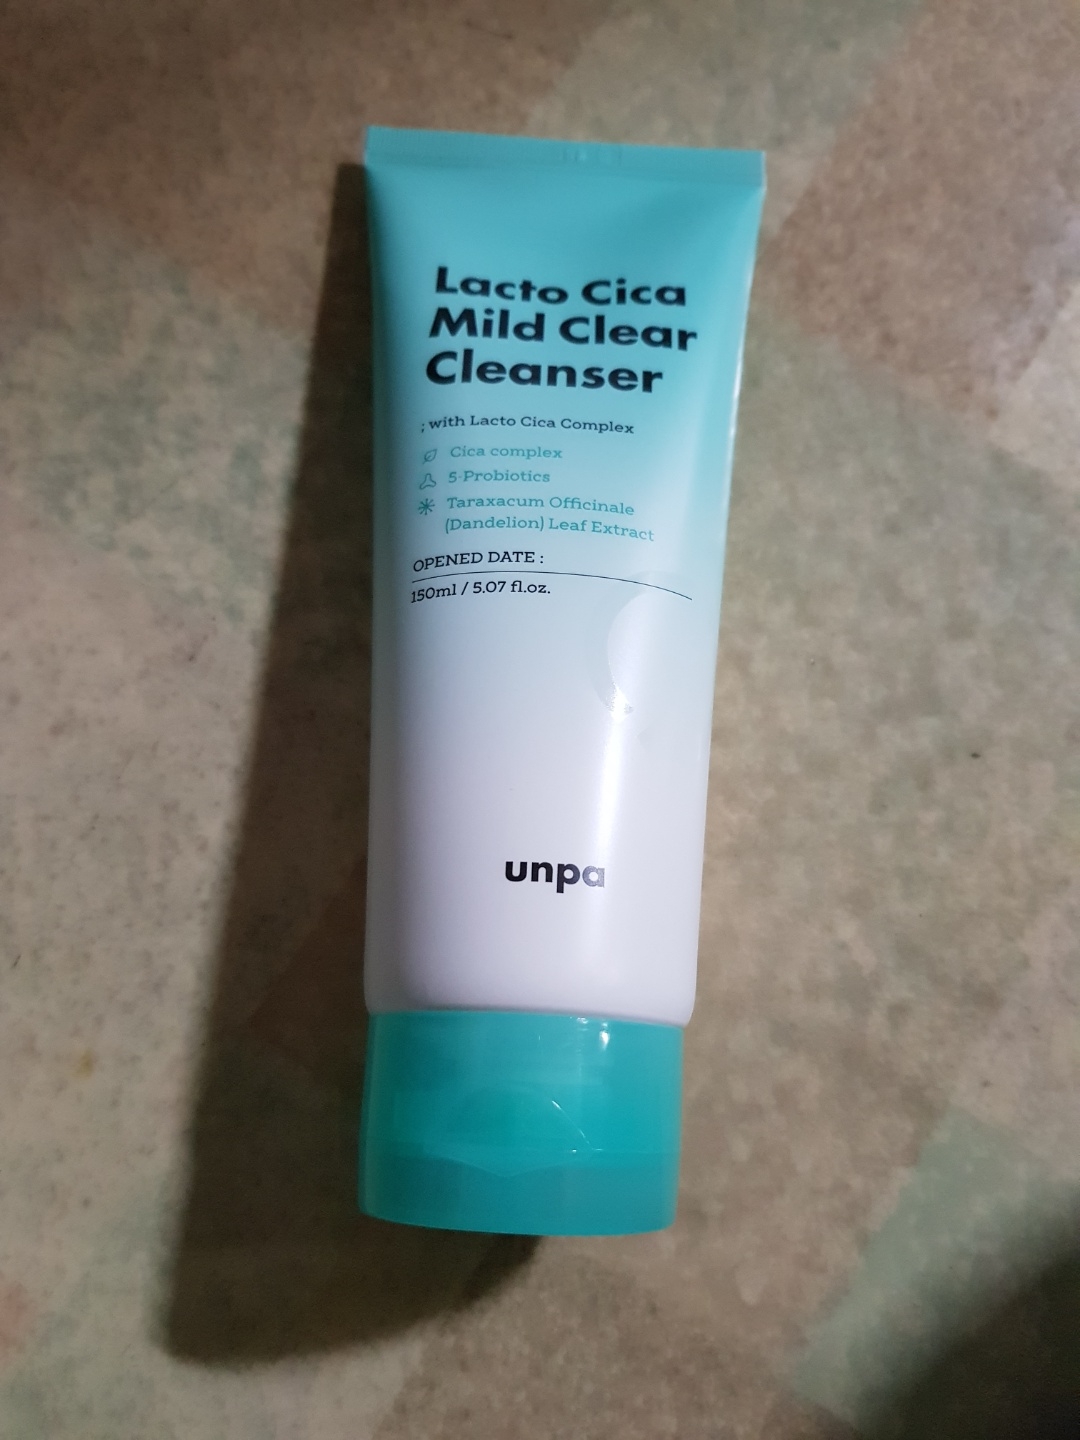 Lacto Cica
Mild Clear
Cleanser
; with Lacto Cica Complex
Cica complex
5-Probiotics
Taraxacum Officinale
(Dandelion) Leaf Extract
OPENED DATE :
150ml / 5.07 fl.oz.
unpa